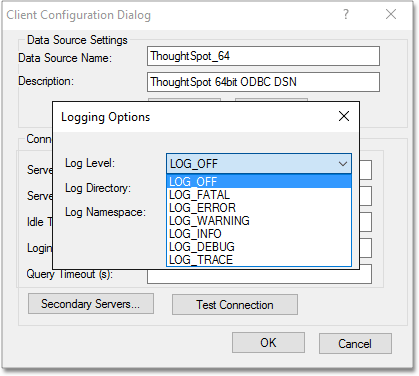 Client Configuration Dialog
Data Source Settings
Data Source Name: ThoughtSpot_64
Description: ThoughtSpot 64bit ODBC DSN
Logging Options
Log Level: LOG_OFF
Log Directory:
Log Namespace:
LOG_OFF
LOG_FATAL
LOG_ERROR
LOG_WARNING
LOG_INFO
LOG_DEBUG
LOG_TRACE
Conne
Serve
Serve
Idle T
Login
Query Timeout (s):
Secondary Servers... Test Connection
OK Cancel